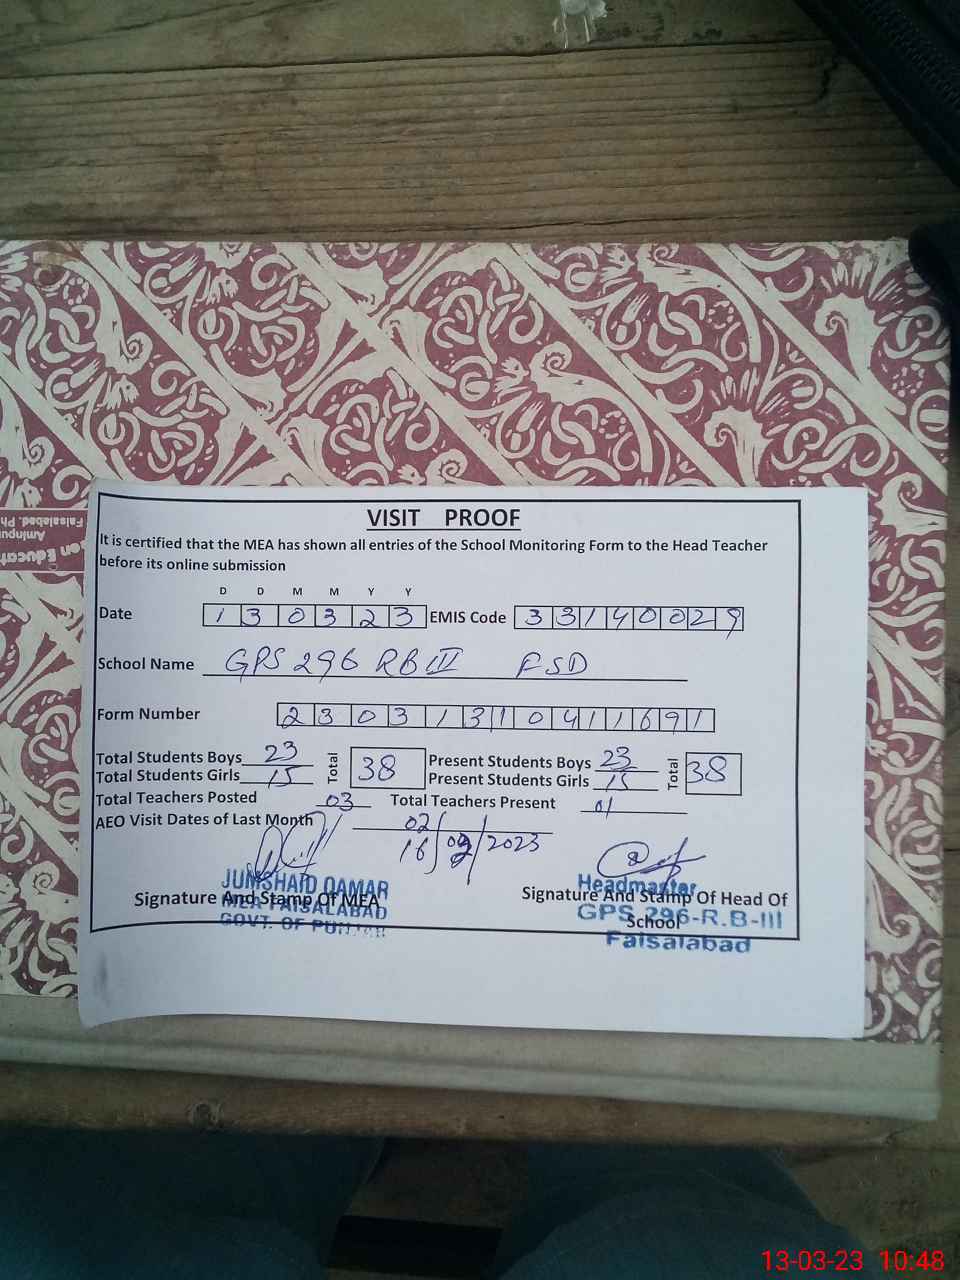 VISIT PROOF
It is certified that the MEA has shown all entries of the School Monitoring Form to the Head Teacher
before its online submission
D D M M Y Y
Date 1 3 0 3 2 3 EMIS Code 3 3 1 4 0 0 2 9
School Name GPS 296 RB III FSD
Form Number 2 3 0 3 1 3 1 0 4 1 1 6 9 1
Total Students Boys 23 Total 38 Present Students Boys 23 Total 38
Total Students Girls 15 Present Students Girls 15
Total Teachers Posted 03 Total Teachers Present 01
AEO Visit Dates of Last Month 02/
16/02/2023
JUMSHAID QAMAR
MEA FAISALABAD
GOVT. OF PUNJAB
Signature And Stamp Of MEA
Headmaster
GPS 296-R.B-III
Faisalabad
Signature And Stamp Of Head Of
School
Faisalabad. Ph
Aminpu
on Educat
13-03-23 10:48